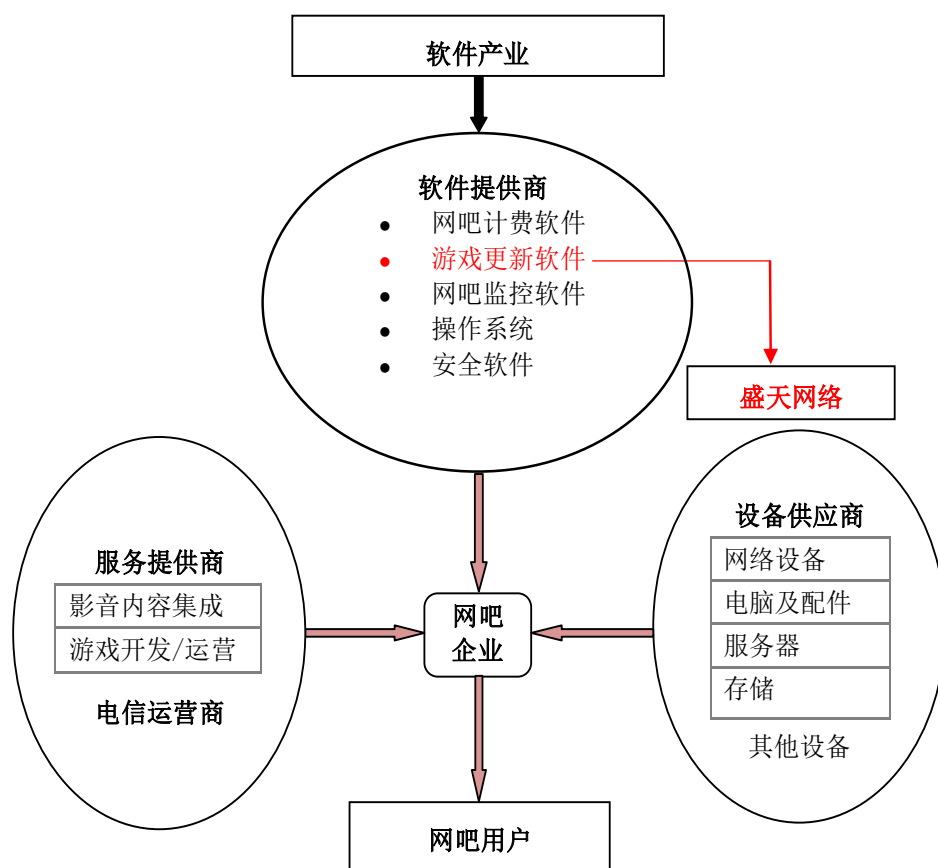 软件产业
软件提供商
● 网吧计费软件
● 游戏更新软件
● 网吧监控软件
● 操作系统
● 安全软件
盛天网络
服务提供商
影音内容集成
游戏开发/运营
电信运营商
网吧
企业
设备供应商
网络设备
电脑及配件
服务器
存储
其他设备
网吧用户